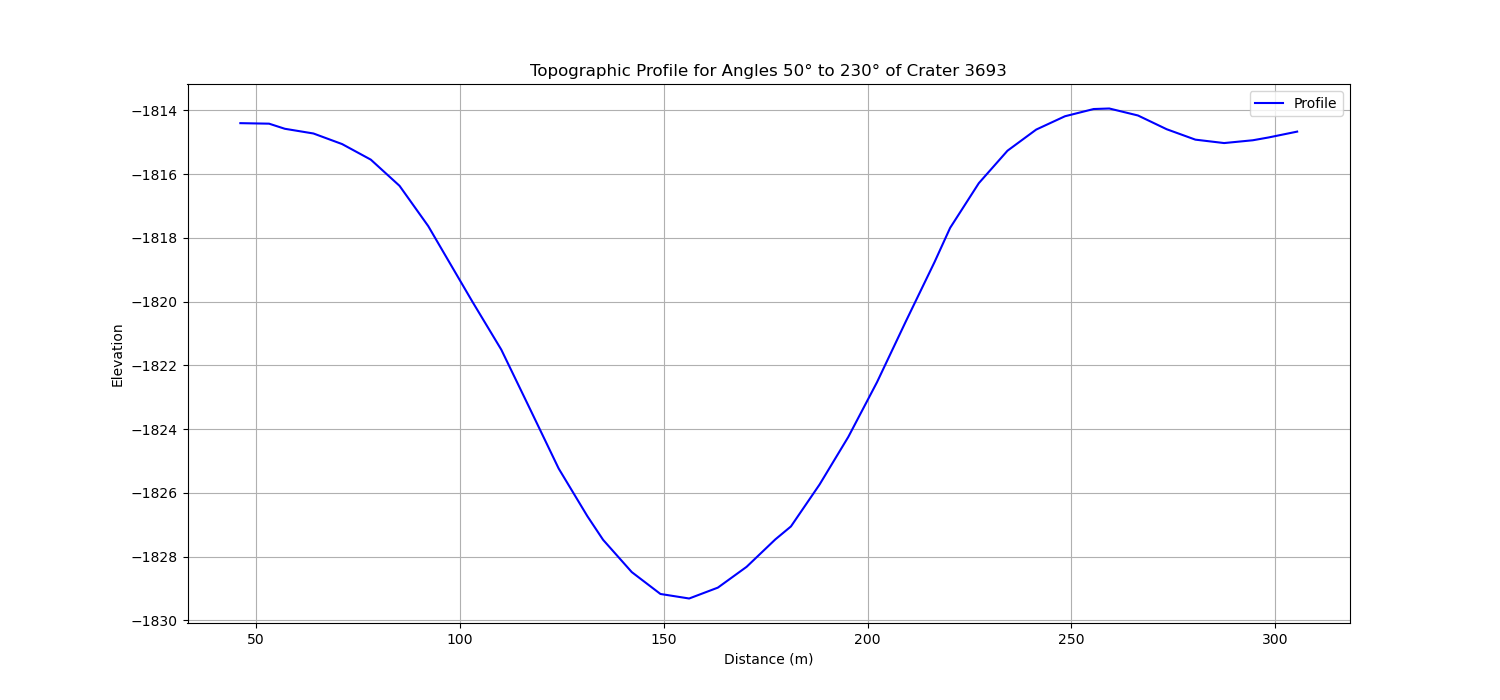 Topographic Profile for Angles 50° to 230° of Crater 3693
Profile
−1814
−1816
−1818
−1820
−1822
−1824
−1826
−1828
−1830
Elevation
50 100 150 200 250 300
Distance (m)